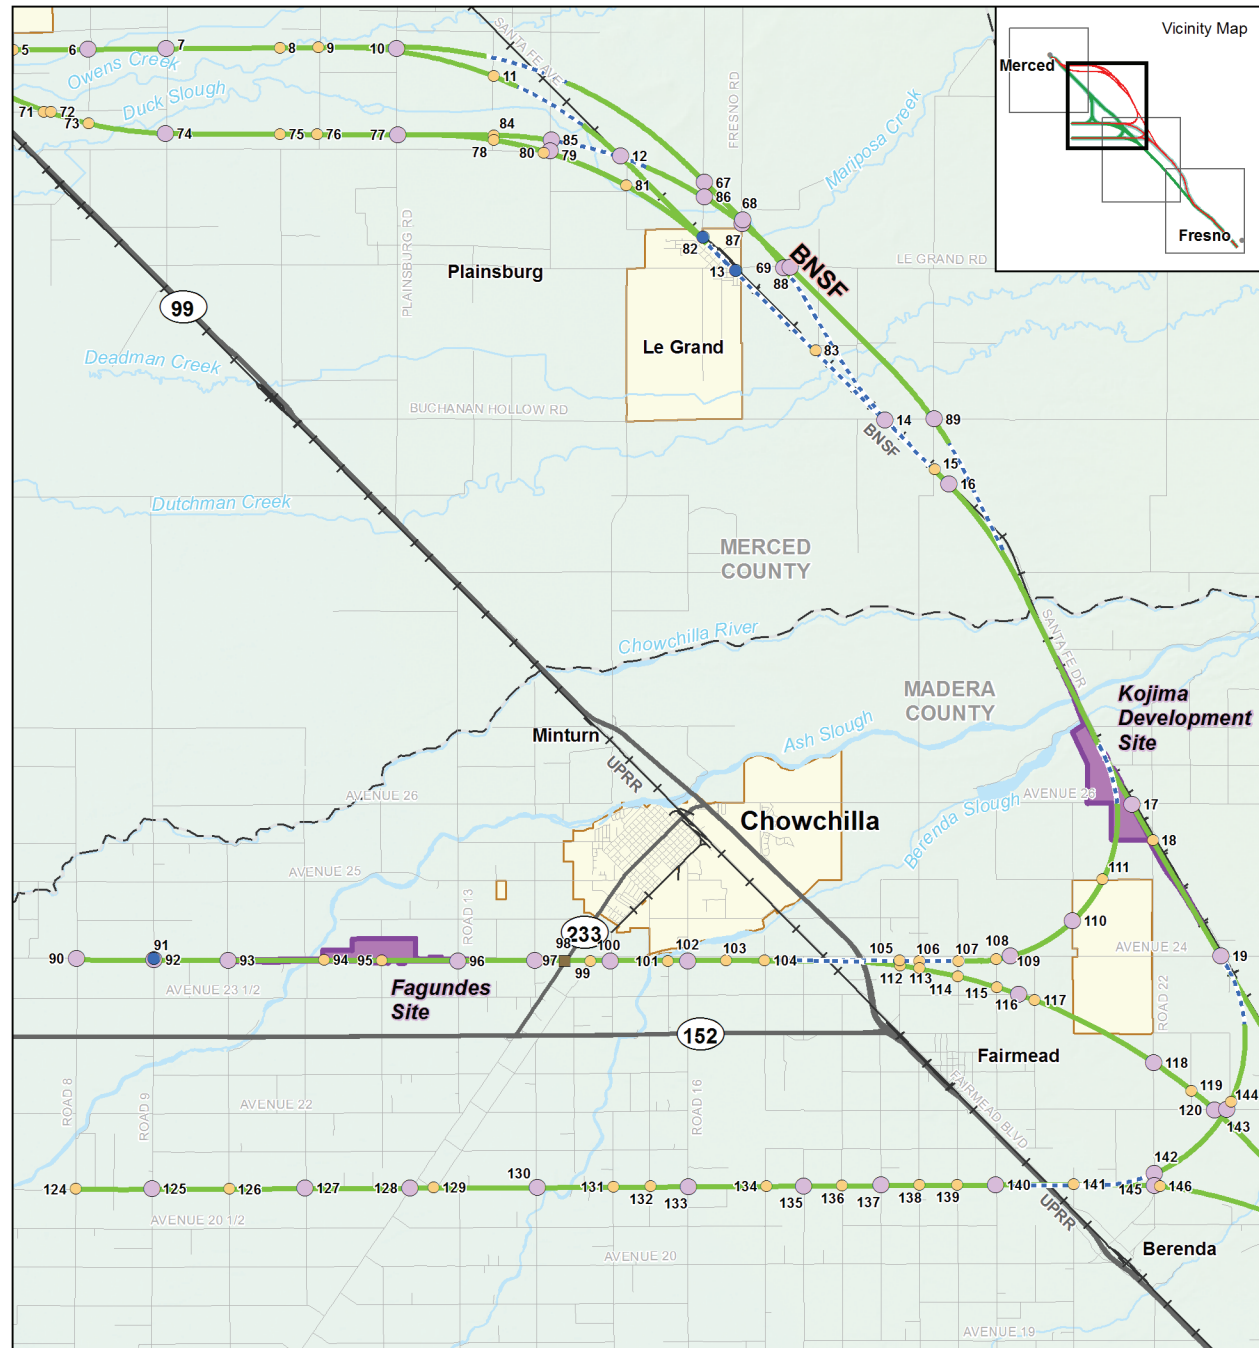 Vicinity Map
Merced
Fresno
5
6
7
8
9
10
11
Owens Creek
Duck Slough
SANTA FE AVE
FRESNO RD
Mariposa Creek
71
72
73
74
75
76
77
84
78
85
80
79
12
81
67
86
68
87
82
13
69
88
BNSF
LE GRAND RD
PLAINSBURG RD
Plainsburg
99
Le Grand
83
Deadman Creek
BUCHANAN HOLLOW RD
14
BNSF
89
15
16
Dutchman Creek
MERCED
COUNTY
Chowchilla River
SANTA FE DR
MADERA
COUNTY
Kojima
Development
Site
Minturn
UPRR
Ash Slough
AVENUE 26
AVENUE 26
Berenda Slough
17
18
Chowchilla
AVENUE 25
ROAD 13
111
110
233
90
91
92
93
94
95
96
97
98
99
100
101
102
103
104
105
106
107
108
109
AVENUE 24
19
112
113
114
115
116
117
AVENUE 23 1/2
Fagundes
Site
ROAD 22
152
Fairmead
118
119
120
144
143
ROAD 8
ROAD 9
AVENUE 22
ROAD 16
FAIRMEAD BLVD
124
125
126
127
128
129
130
131
132
133
134
135
136
137
138
139
140
141
142
145
146
AVENUE 20 1/2
UPRR
AVENUE 20
Berenda
AVENUE 19